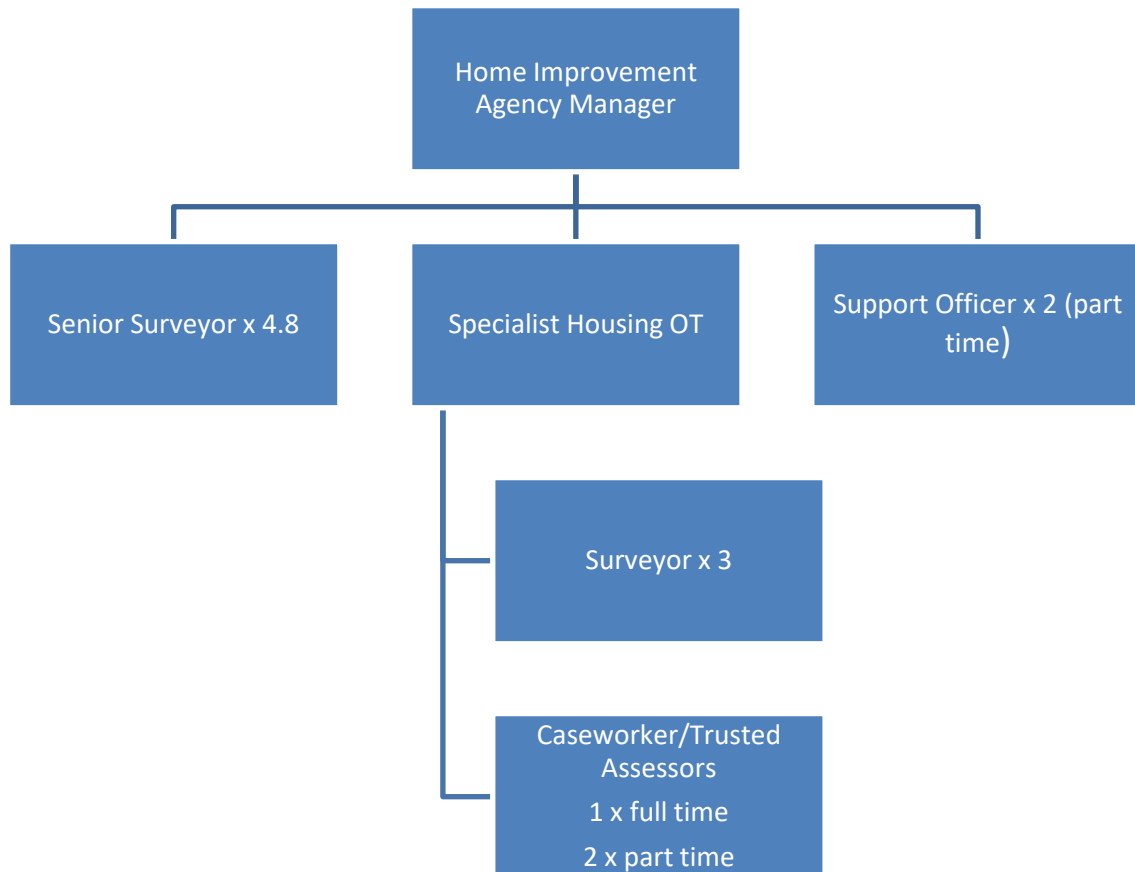 Home Improvement
Agency Manager
Senior Surveyor x 4.8
Specialist Housing OT
Support Officer x 2 (part
time)
Surveyor x 3
Caseworker/Trusted
Assessors
1 x full time
2 x part time